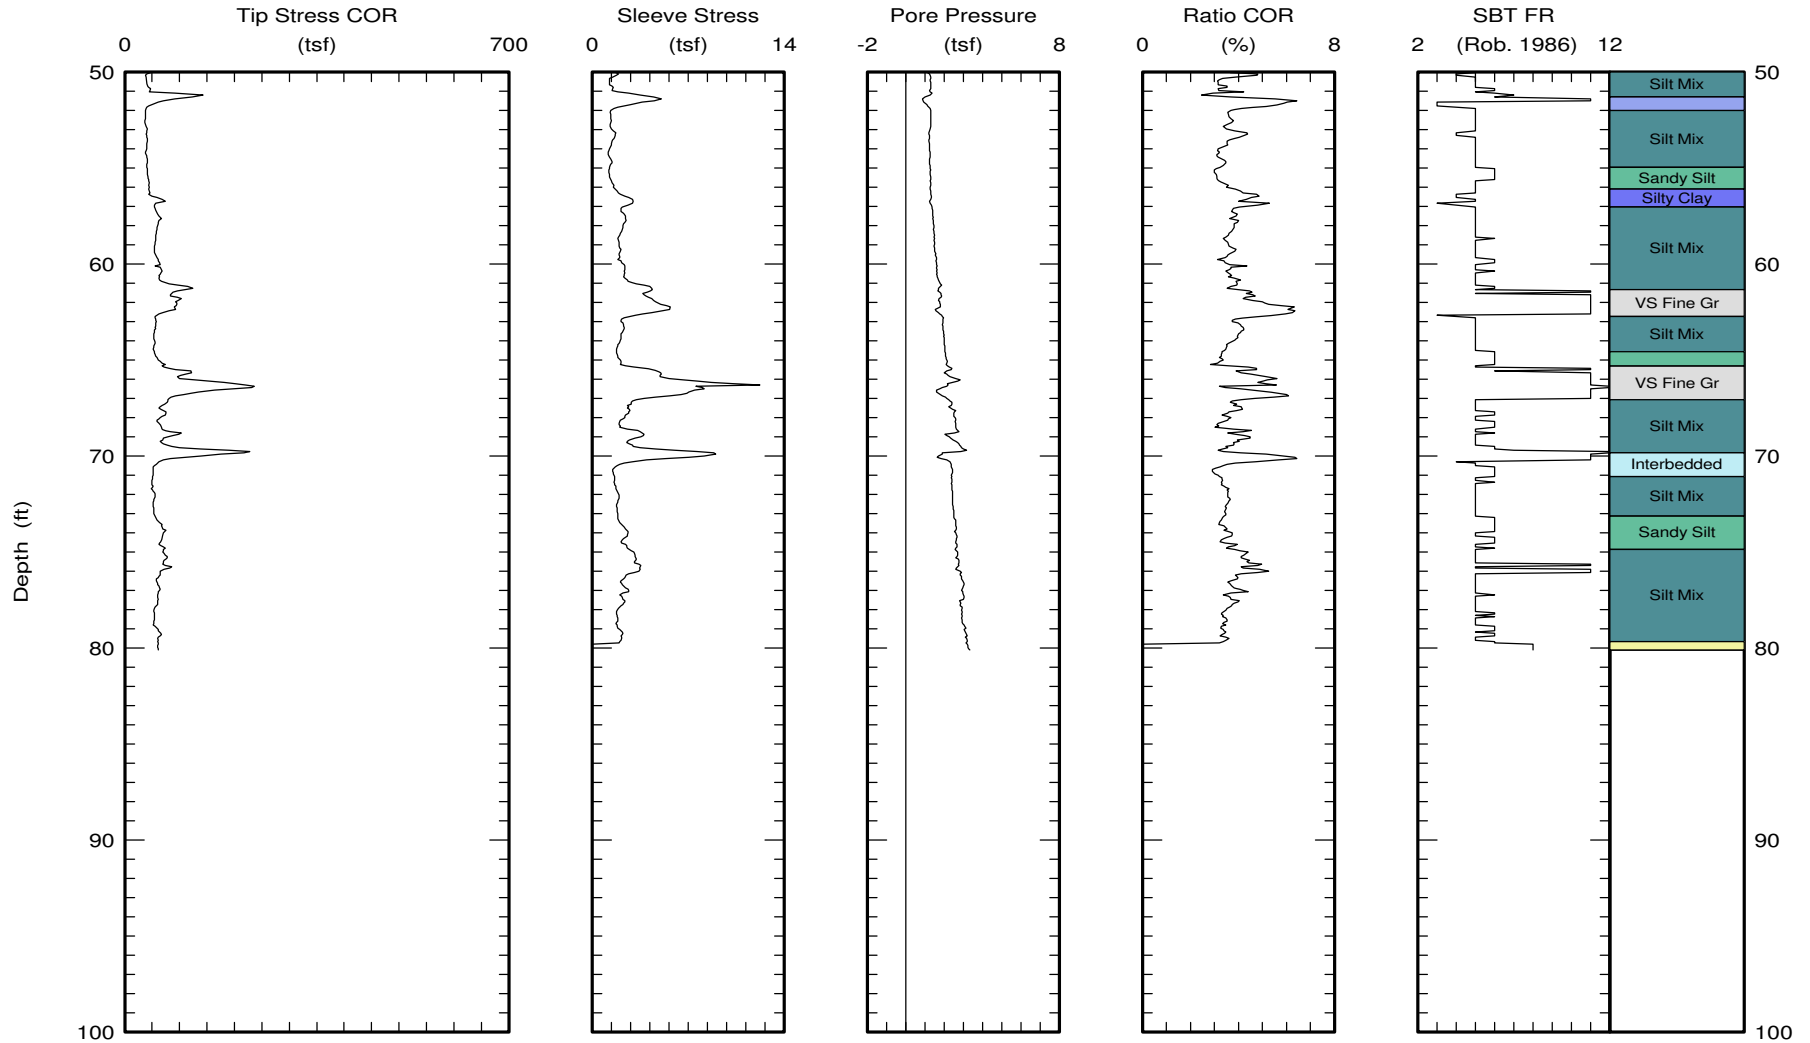 Tip Stress COR
Sleeve Stress
Pore Pressure
Ratio COR
SBT FR
0 (tsf) 700
0 (tsf) 14
-2 (tsf) 8
0 (%) 8
2 (Rob. 1986) 12
50 50
Silt Mix
Silt Mix
Sandy Silt
Silty Clay
Silt Mix
60 60
VS Fine Gr
Silt Mix
VS Fine Gr
Silt Mix
70 70
Interbedded
Silt Mix
Sandy Silt
Depth (ft)
Silt Mix
80 80
90 90
100 100